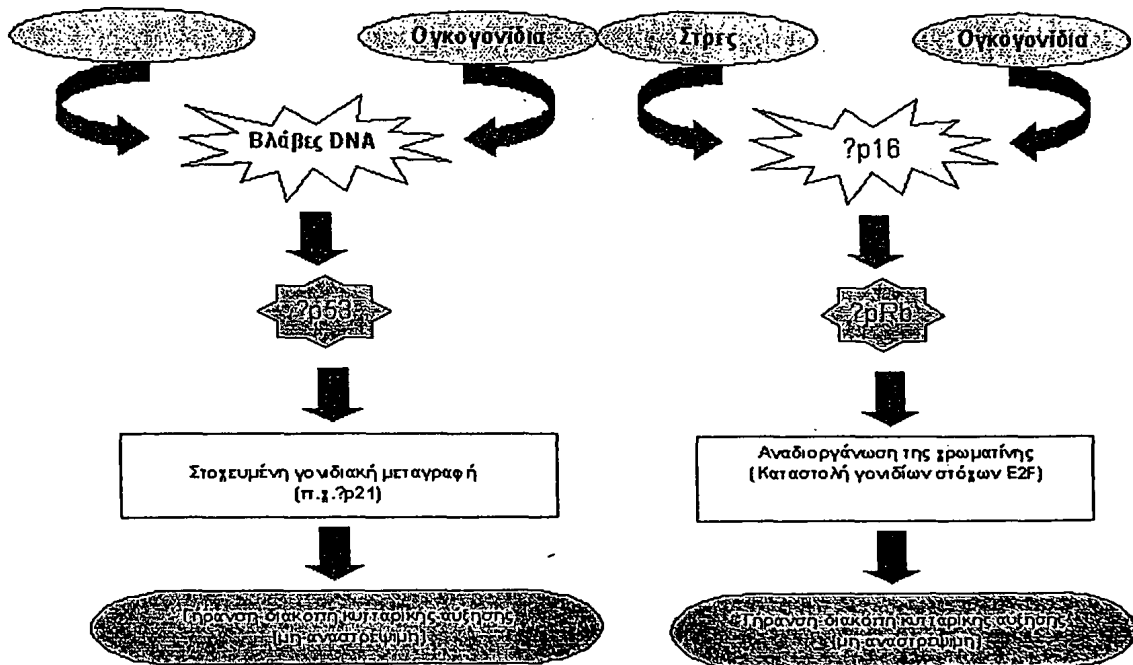 Ογκογονίδια
Στρες
Ογκογονίδια
Βλάβες DNA
?p16
?p53
?pRb
Στοχευμένη γονιδιακή μεταγραφή
(π.χ.?p21)
Αναδιοργάνωση της χρωματίνης
(Καταστολή γονιδίων στόχων E2F)
Γήρανση-διακοπή κυτταρικής αύξησης
(μη-αναστρέψιμη)
Γήρανση-διακοπή κυτταρικής αύξησης
(μη-αναστρέψιμη)